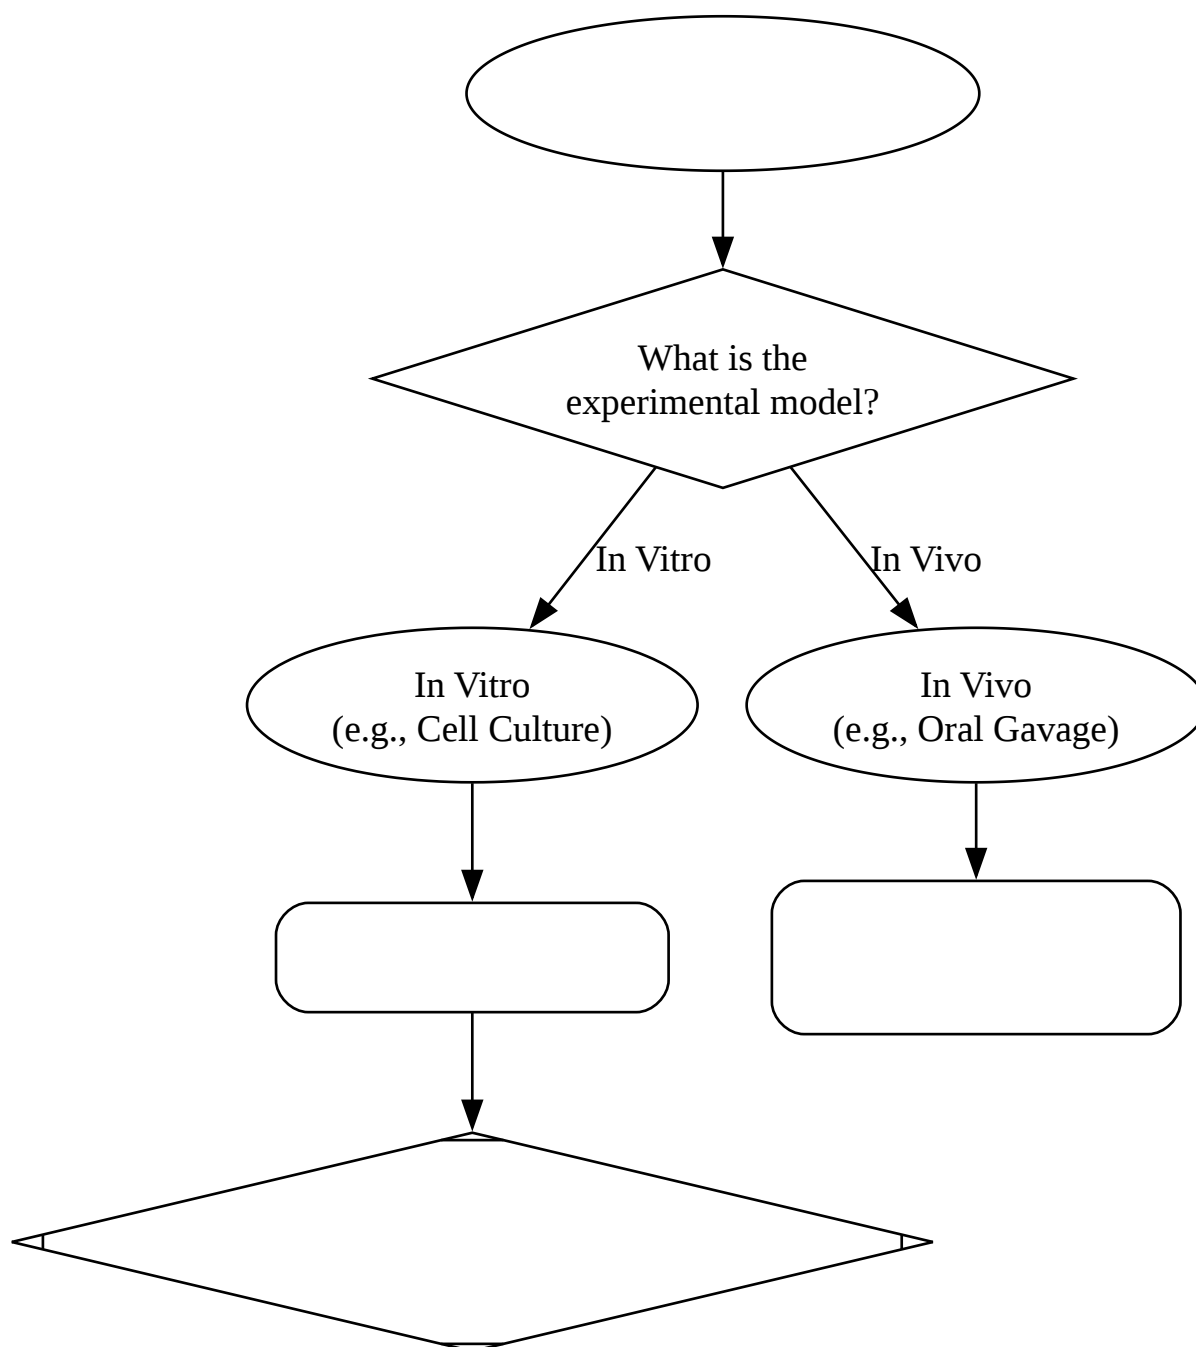 What is the
experimental model?
In Vitro
In Vivo
In Vitro
(e.g., Cell Culture)
In Vivo
(e.g., Oral Gavage)